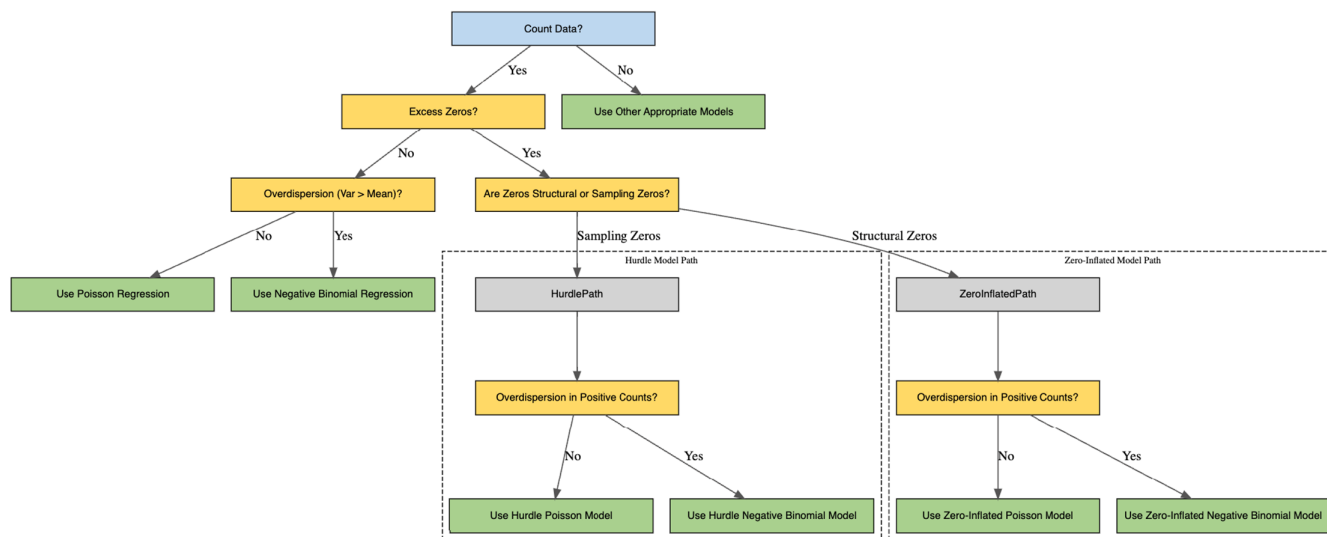 Count Data?
Yes
No
Excess Zeros?
Use Other Appropriate Models
No
Yes
Overdispersion (Var > Mean)?
Are Zeros Structural or Sampling Zeros?
No
Yes
Sampling Zeros
Structural Zeros
Hurdle Model Path
Zero-Inflated Model Path
Use Poisson Regression
Use Negative Binomial Regression
HurdlePath
ZeroInflatedPath
Overdispersion in Positive Counts?
Overdispersion in Positive Counts?
No
Yes
No
Yes
Use Hurdle Poisson Model
Use Hurdle Negative Binomial Model
Use Zero-Inflated Poisson Model
Use Zero-Inflated Negative Binomial Model